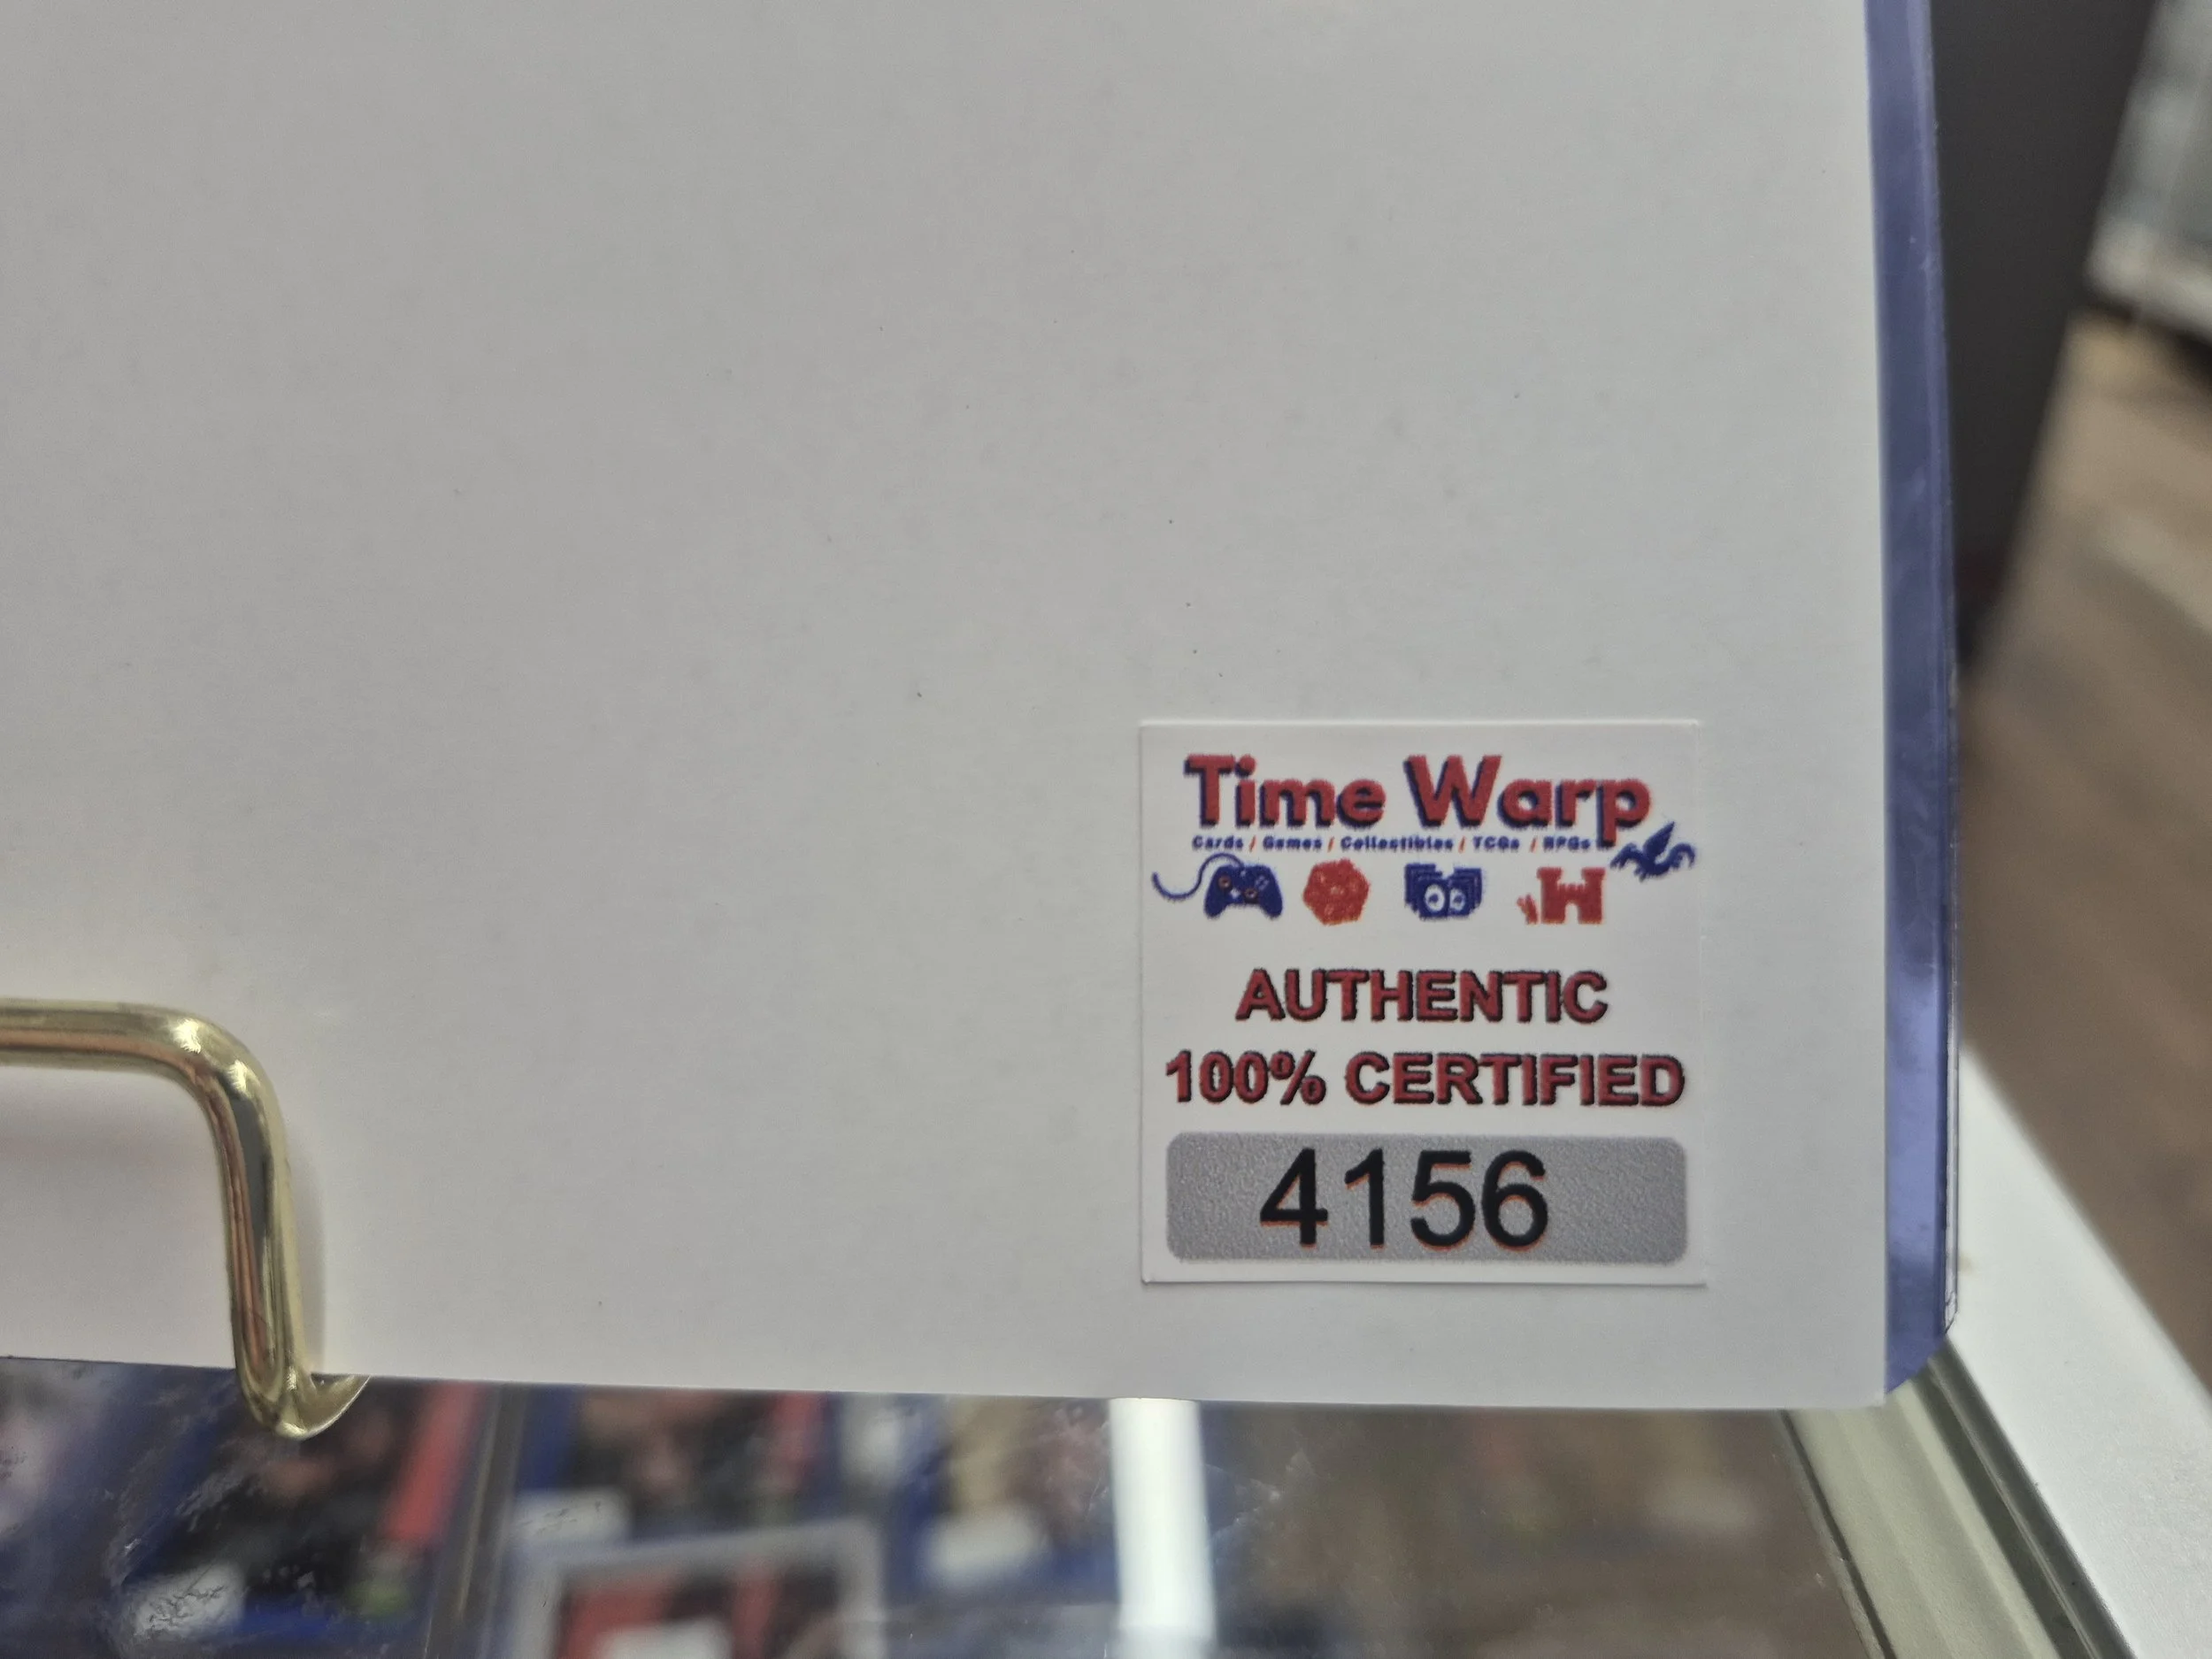 Time Warp
Cards / Games / Collectibles / TCGs / RPGs
AUTHENTIC
100% CERTIFIED
4156